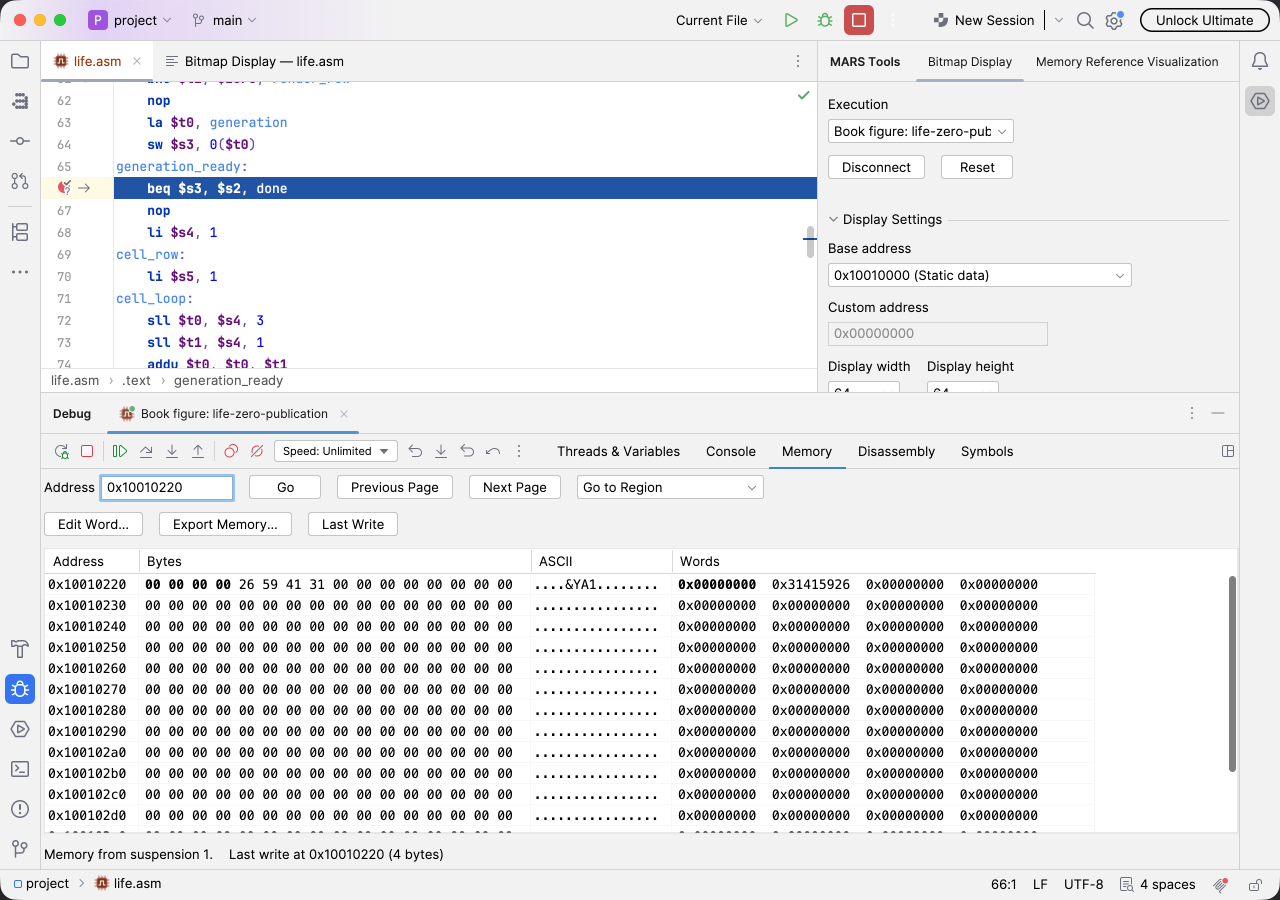 project
main
Current File
New Session
Unlock Ultimate
life.asm
Bitmap Display — life.asm
MARS Tools
Bitmap Display
Memory Reference Visualization
62 nop
63 la $t0, generation
64 sw $s3, 0($t0)
65 generation_ready:
beq $s3, $s2, done
67 nop
68 li $s4, 1
69 cell_row:
70 li $s5, 1
71 cell_loop:
72 sll $t0, $s4, 3
73 sll $t1, $s4, 1
74 addu $t0, $t0, $t1
life.asm › .text › generation_ready
Execution
Book figure: life-zero-pub
Disconnect
Reset
Display Settings
Base address
0x10010000 (Static data)
Custom address
0x00000000
Display width
Display height
64
64
Debug
Book figure: life-zero-publication
Speed: Unlimited
Threads & Variables
Console
Memory
Disassembly
Symbols
Address
0x10010220
Go
Previous Page
Next Page
Go to Region
Edit Word...
Export Memory...
Last Write
Address Bytes ASCII Words
0x10010220 00 00 00 00 26 59 41 31 00 00 00 00 00 00 00 00 ....&YA1........ 0x00000000 0x31415926 0x00000000 0x00000000
0x10010230 00 00 00 00 00 00 00 00 00 00 00 00 00 00 00 00 ................ 0x00000000 0x00000000 0x00000000 0x00000000
0x10010240 00 00 00 00 00 00 00 00 00 00 00 00 00 00 00 00 ................ 0x00000000 0x00000000 0x00000000 0x00000000
0x10010250 00 00 00 00 00 00 00 00 00 00 00 00 00 00 00 00 ................ 0x00000000 0x00000000 0x00000000 0x00000000
0x10010260 00 00 00 00 00 00 00 00 00 00 00 00 00 00 00 00 ................ 0x00000000 0x00000000 0x00000000 0x00000000
0x10010270 00 00 00 00 00 00 00 00 00 00 00 00 00 00 00 00 ................ 0x00000000 0x00000000 0x00000000 0x00000000
0x10010280 00 00 00 00 00 00 00 00 00 00 00 00 00 00 00 00 ................ 0x00000000 0x00000000 0x00000000 0x00000000
0x10010290 00 00 00 00 00 00 00 00 00 00 00 00 00 00 00 00 ................ 0x00000000 0x00000000 0x00000000 0x00000000
0x100102a0 00 00 00 00 00 00 00 00 00 00 00 00 00 00 00 00 ................ 0x00000000 0x00000000 0x00000000 0x00000000
0x100102b0 00 00 00 00 00 00 00 00 00 00 00 00 00 00 00 00 ................ 0x00000000 0x00000000 0x00000000 0x00000000
0x100102c0 00 00 00 00 00 00 00 00 00 00 00 00 00 00 00 00 ................ 0x00000000 0x00000000 0x00000000 0x00000000
0x100102d0 00 00 00 00 00 00 00 00 00 00 00 00 00 00 00 00 ................ 0x00000000 0x00000000 0x00000000 0x00000000
Memory from suspension 1. Last write at 0x10010220 (4 bytes)
project › life.asm
66:1
LF
UTF-8
4 spaces